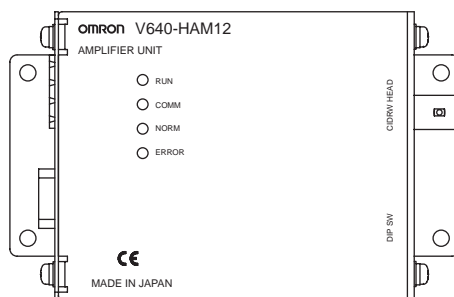 OMRON V640-HAM12
AMPLIFIER UNIT
RUN
COMM
NORM
ERROR
CIDRW HEAD
DIP SW
CE
MADE IN JAPAN